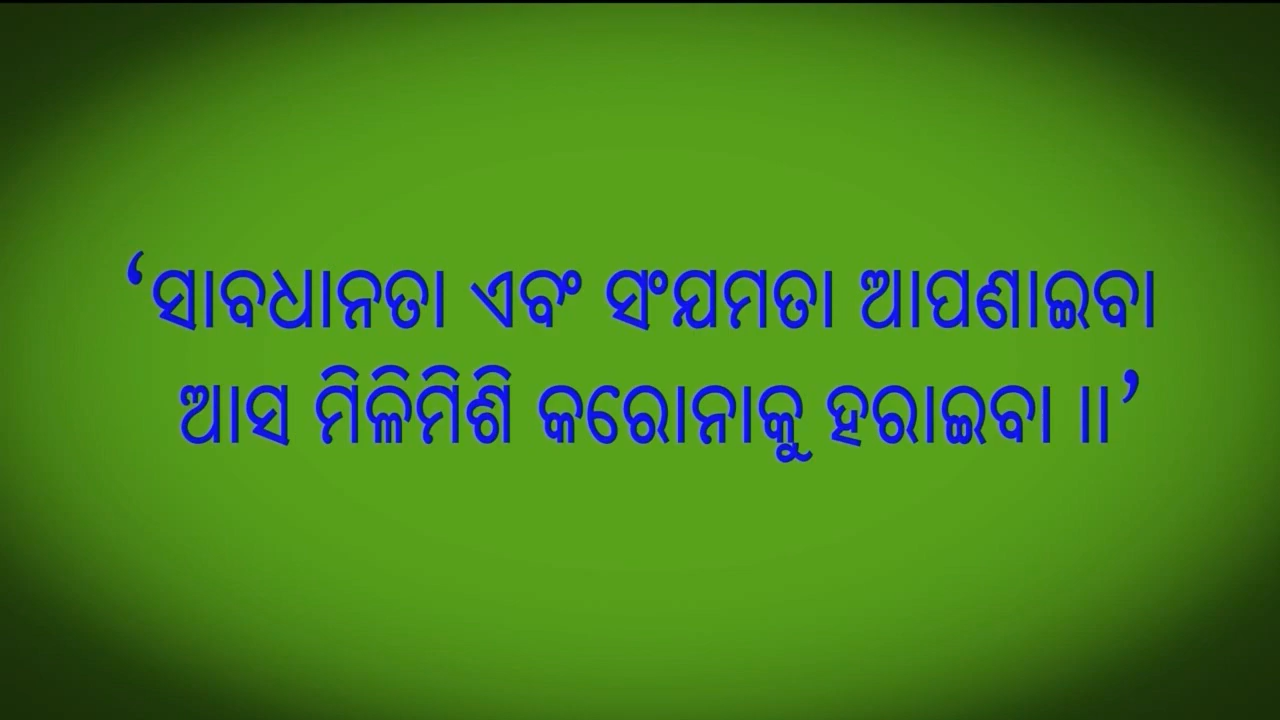 ‘ସାବଧାନତା ଏବଂ ସଂଯମତା ଆପଣାଇବା
ଆସ ମିଳିମିଶି କରୋନାକୁ ହରାଇବା ॥’